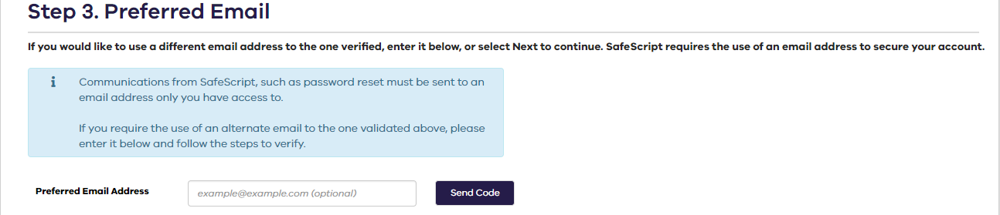 Step 3. Preferred Email
If you would like to use a different email address to the one verified, enter it below, or select Next to continue. SafeScript requires the use of an email address to secure your account.
i
Communications from SafeScript, such as password reset must be sent to an
email address only you have access to.
If you require the use of an alternate email to the one validated above, please
enter it below and follow the steps to verify.
Preferred Email Address
example@example.com (optional)
Send Code